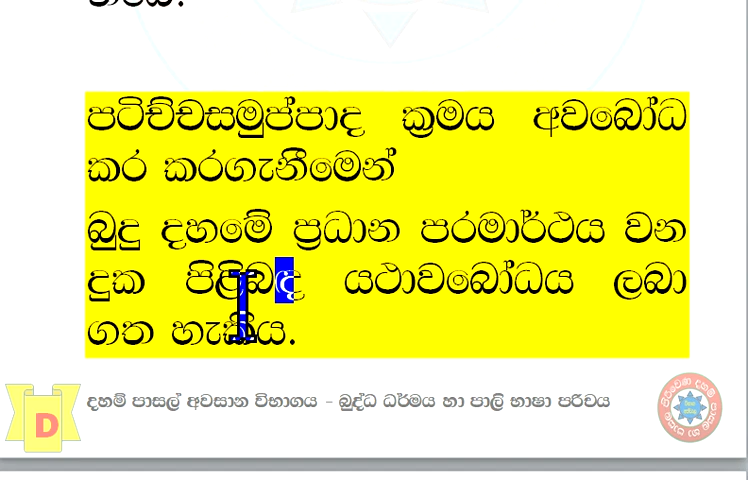 පටිච්චසමුප්පාද ක්‍රමය අවබෝධ
කර කරගැනීමෙන්
බුදු දහමේ ප්‍රධාන පරමාර්ථය වන
දුක පිළිබඳ යථාවබෝධය ලබා
ගත හැකිය.
දහම් පාසල් අවසාන විභාගය - බුද්ධ ධර්මය හා පාලි භාෂා පරිචය
D